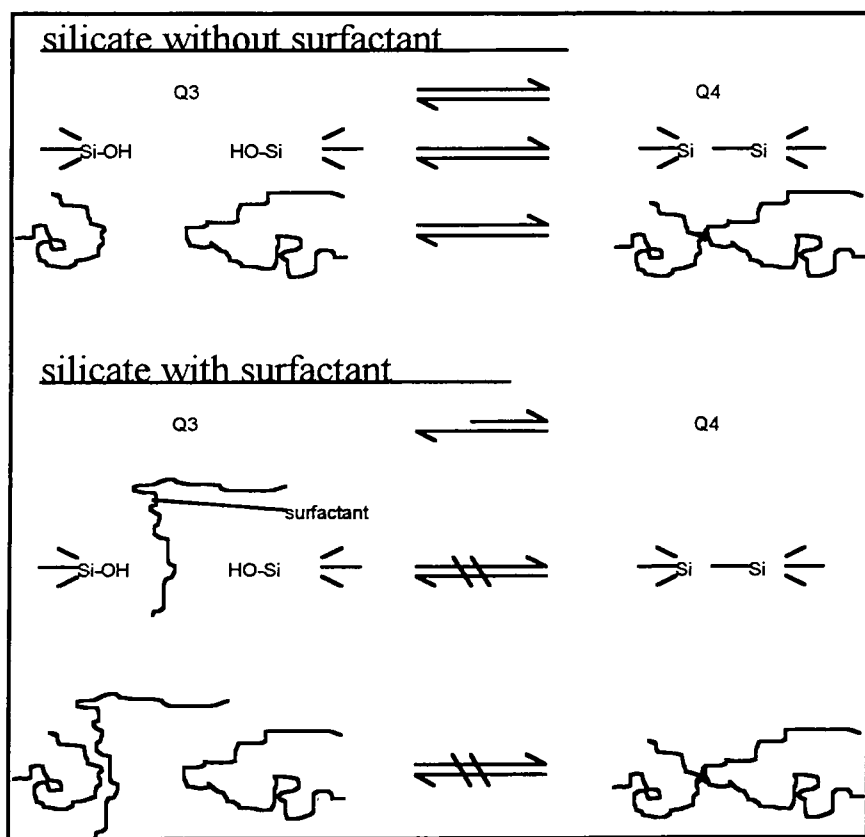 silicate without surfactant
Q3 Q4
Si-OH HO-Si Si Si
silicate with surfactant
Q3 Q4
surfactant
Si-OH HO-Si Si Si